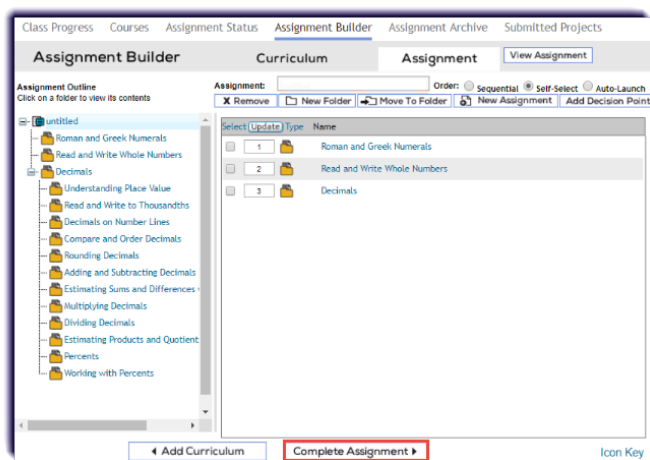 Class Progress Courses Assignment Status Assignment Builder Assignment Archive Submitted Projects
Assignment Builder Curriculum Assignment View Assignment
Assignment Outline
Click on a folder to view its contents
Assignment: Order: Sequential Self-Select Auto-Launch
X Remove New Folder Move To Folder New Assignment Add Decision Point
untitled
Roman and Greek Numerals
Read and Write Whole Numbers
Decimals
Understanding Place Value
Read and Write to Thousandths
Decimals on Number Lines
Compare and Order Decimals
Rounding Decimals
Adding and Subtracting Decimals
Estimating Sums and Differences
Multiplying Decimals
Dividing Decimals
Estimating Products and Quotient
Percents
Working with Percents
Select Update Type Name
1 Roman and Greek Numerals
2 Read and Write Whole Numbers
3 Decimals
Add Curriculum Complete Assignment Icon Key